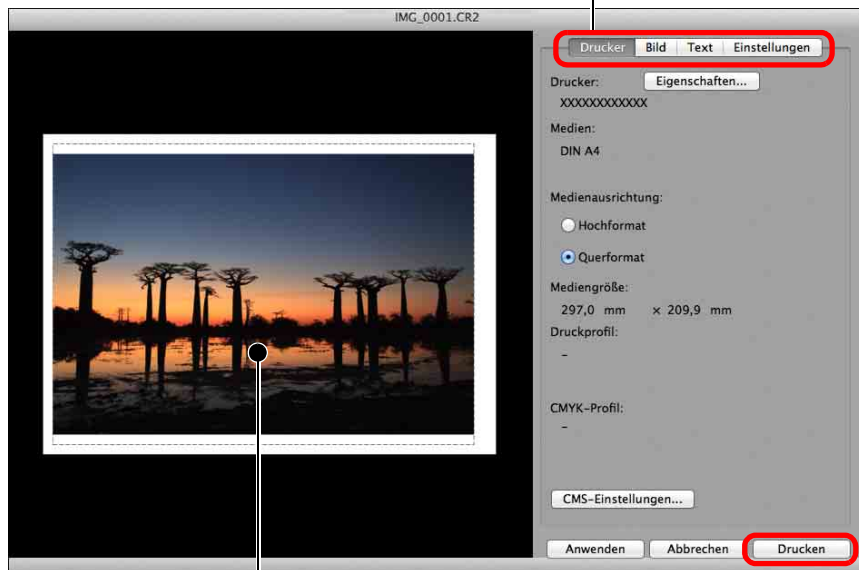 IMG_0001.CR2
Drucker Bild Text Einstellungen
Drucker: Eigenschaften...
XXXXXXXXXXXX
Medien:
DIN A4
Medienausrichtung:
Hochformat
Querformat
Mediengröße:
297,0 mm × 209,9 mm
Druckprofil:
–
CMYK-Profil:
–
CMS-Einstellungen...
Anwenden Abbrechen Drucken